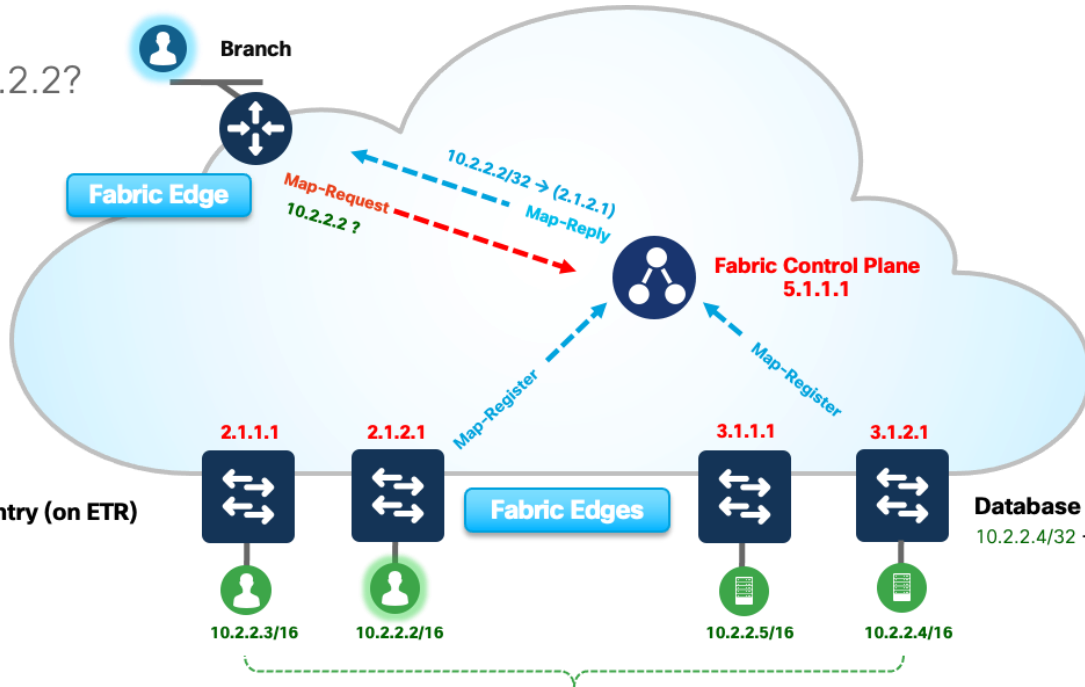 Branch
.2.2?
10.2.2.2/32 → (2.1.2.1)
Fabric Edge
Map-Request
Map-Reply
10.2.2.2 ?
Fabric Control Plane
5.1.1.1
Map-Register
Map-Register
2.1.1.1
2.1.2.1
3.1.1.1
3.1.2.1
ntry (on ETR)
Fabric Edges
Database
10.2.2.4/32
10.2.2.3/16
10.2.2.2/16
10.2.2.5/16
10.2.2.4/16